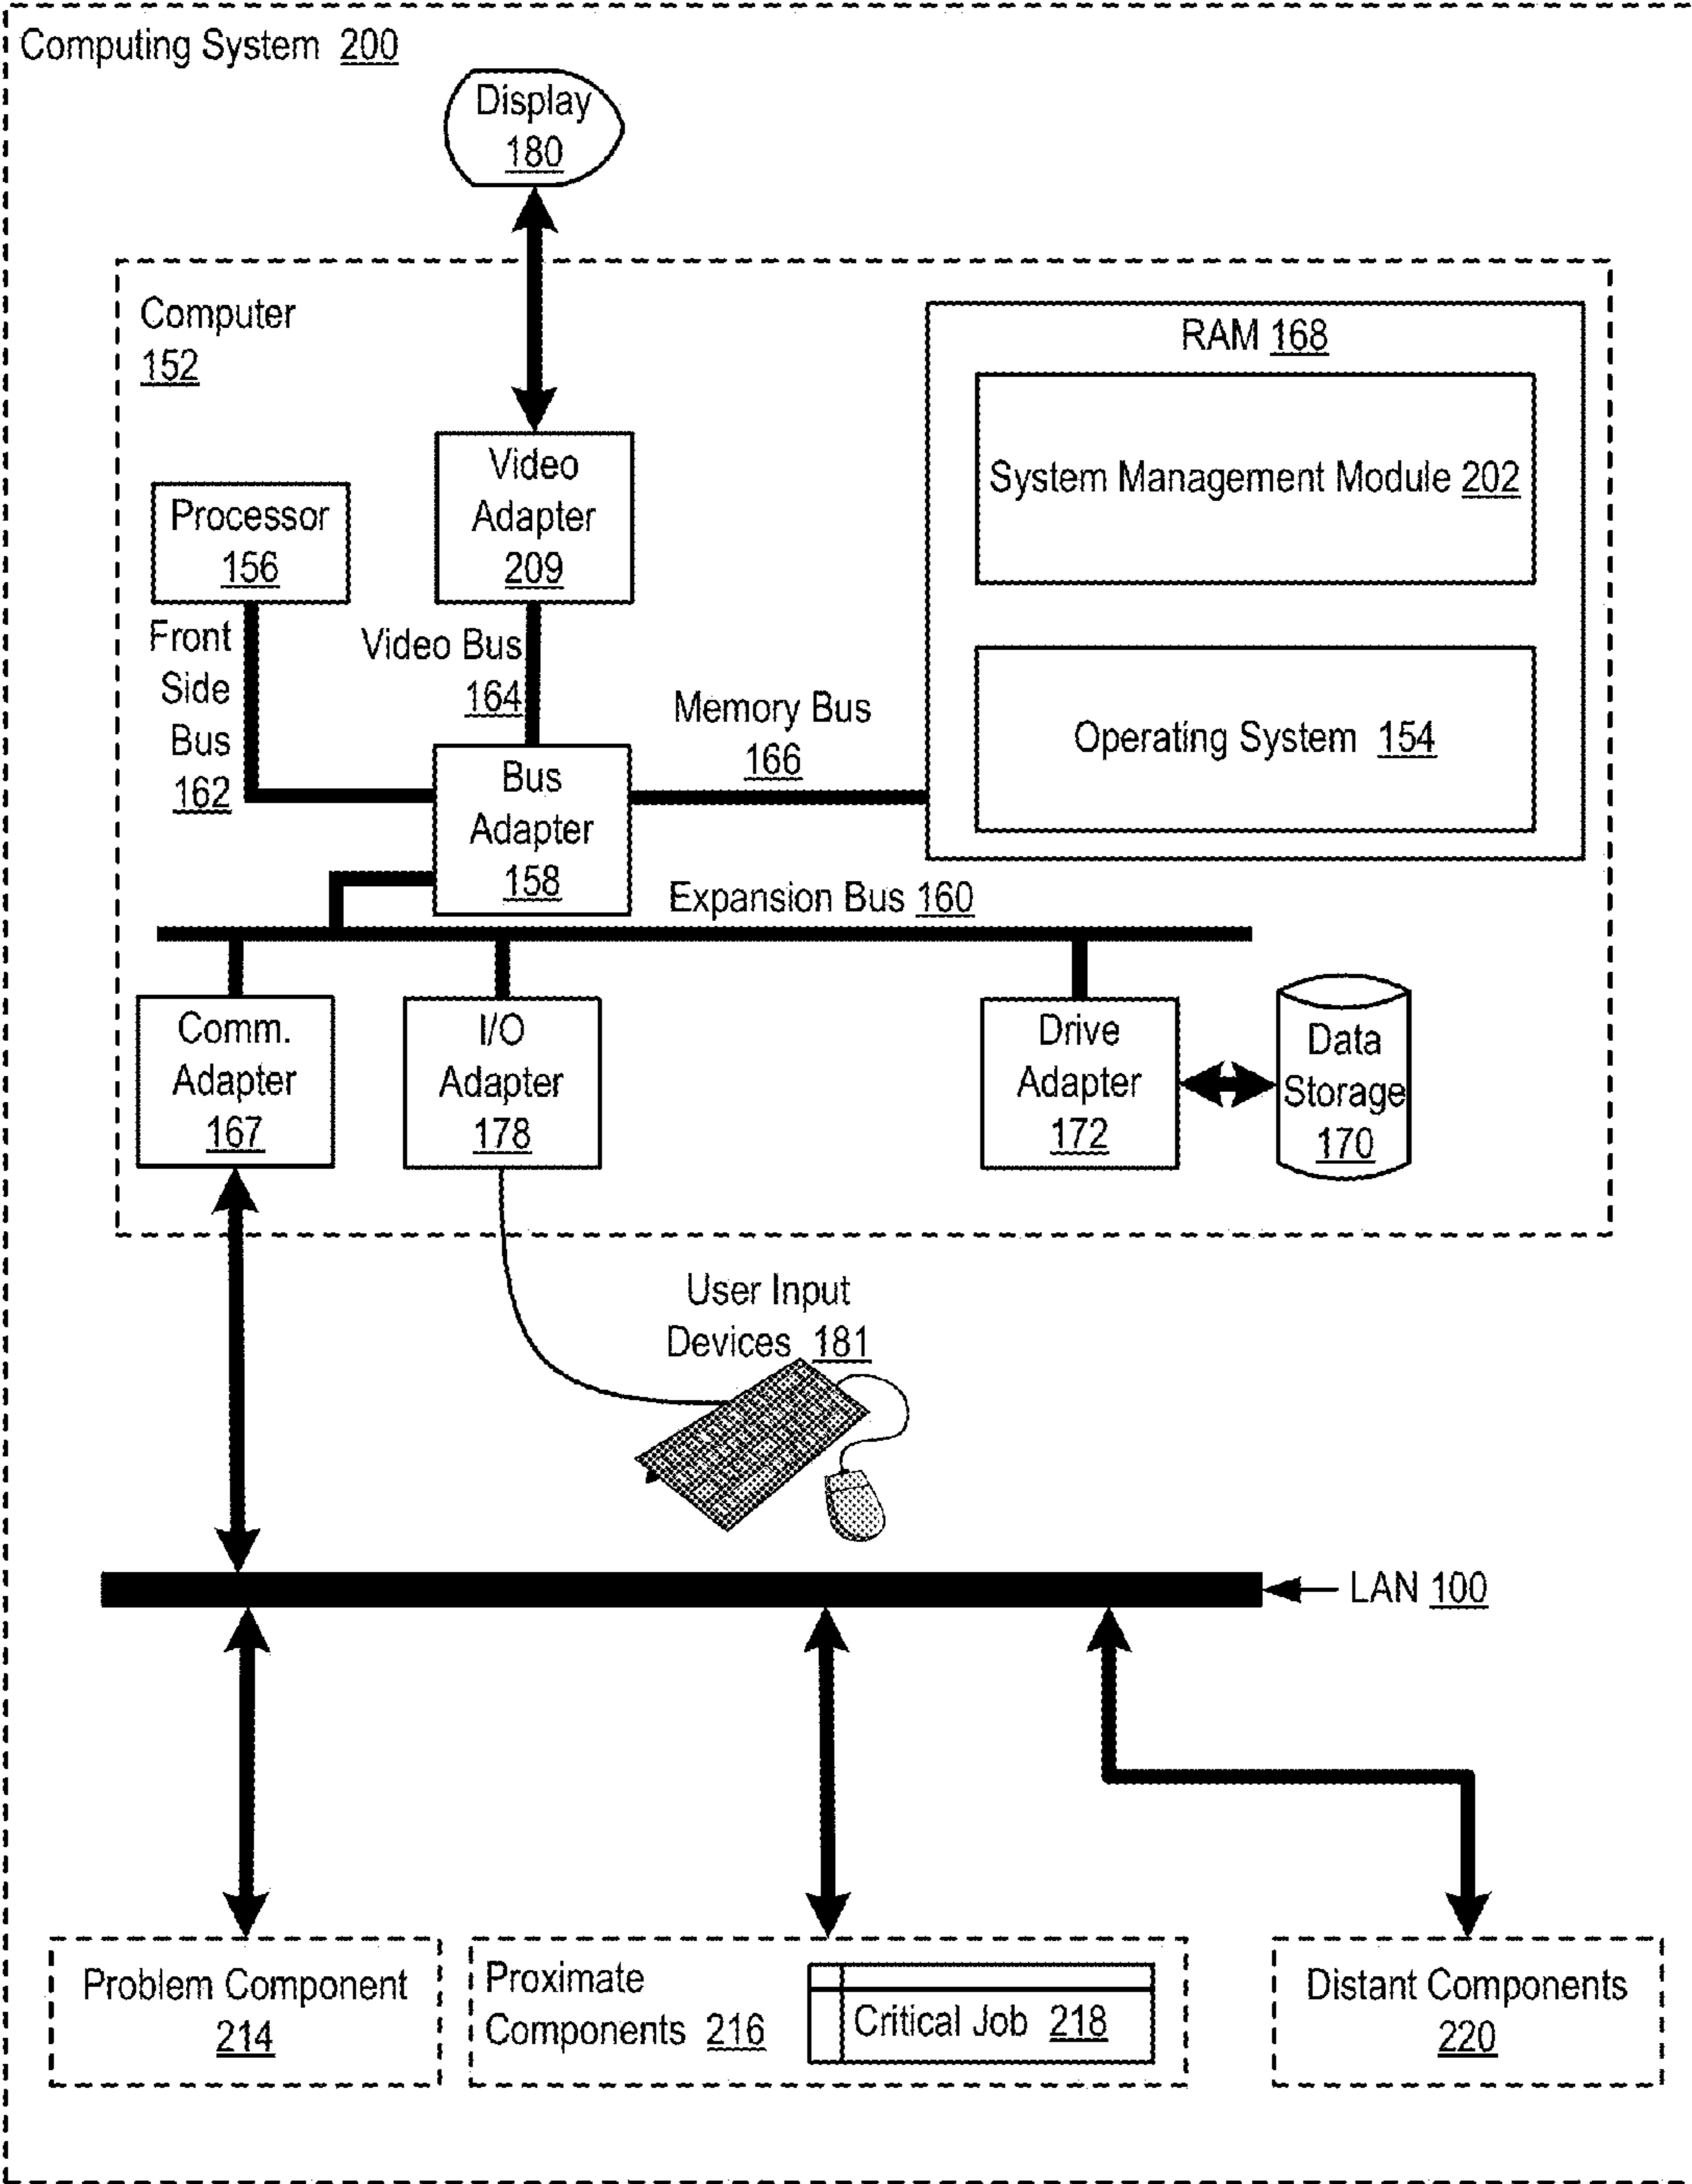 Computing System 200
Display
180
Computer
152
RAM 168
System Management Module 202
Operating System 154
Video
Adapter
209
Processor
156
Front
Side
Bus
162
Video Bus
164
Memory Bus
166
Bus
Adapter
158
Expansion Bus 160
Comm.
Adapter
167
I/O
Adapter
178
Drive
Adapter
172
Data
Storage
170
User Input
Devices 181
LAN 100
Problem Component
214
Proximate
Components 216
Critical Job 218
Distant Components
220